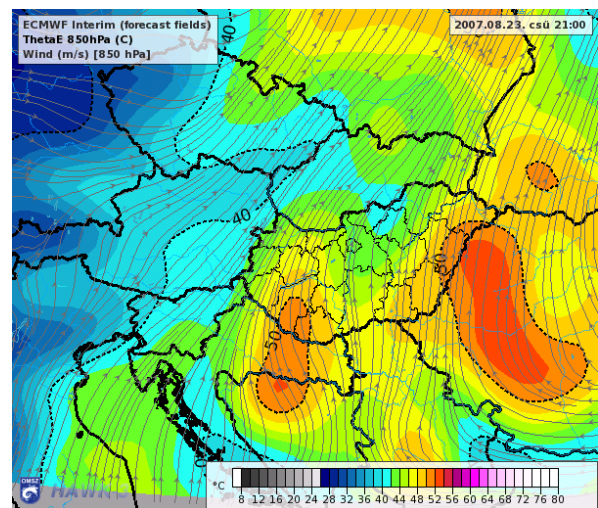 ECMWF Interim (forecast fields)
ThetaE 850hPa (C)
Wind (m/s) [850 hPa]
2007.08.23. csü 21:00
40
40
50
50
0
°C
8 12 16 20 24 28 32 36 40 44 48 52 56 60 64 68 72 76 80
OMSZ
HAWK